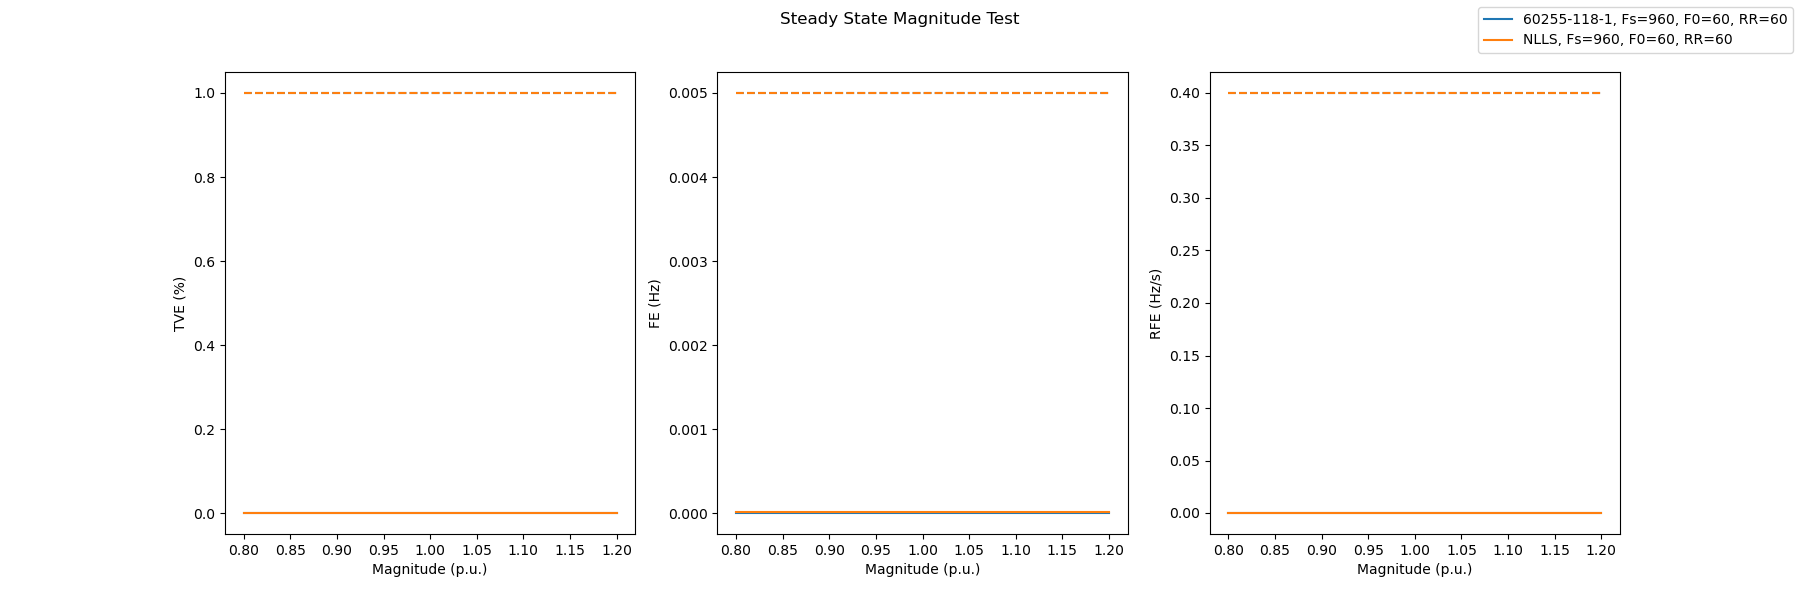 Steady State Magnitude Test
60255-118-1, Fs=960, F0=60, RR=60
NLLS, Fs=960, F0=60, RR=60
TVE (%)
1.0
0.8
0.6
0.4
0.2
0.0
0.80 0.85 0.90 0.95 1.00 1.05 1.10 1.15 1.20
Magnitude (p.u.)
FE (Hz)
0.005
0.004
0.003
0.002
0.001
0.000
0.80 0.85 0.90 0.95 1.00 1.05 1.10 1.15 1.20
Magnitude (p.u.)
RFE (Hz/s)
0.40
0.35
0.30
0.25
0.20
0.15
0.10
0.05
0.00
0.80 0.85 0.90 0.95 1.00 1.05 1.10 1.15 1.20
Magnitude (p.u.)